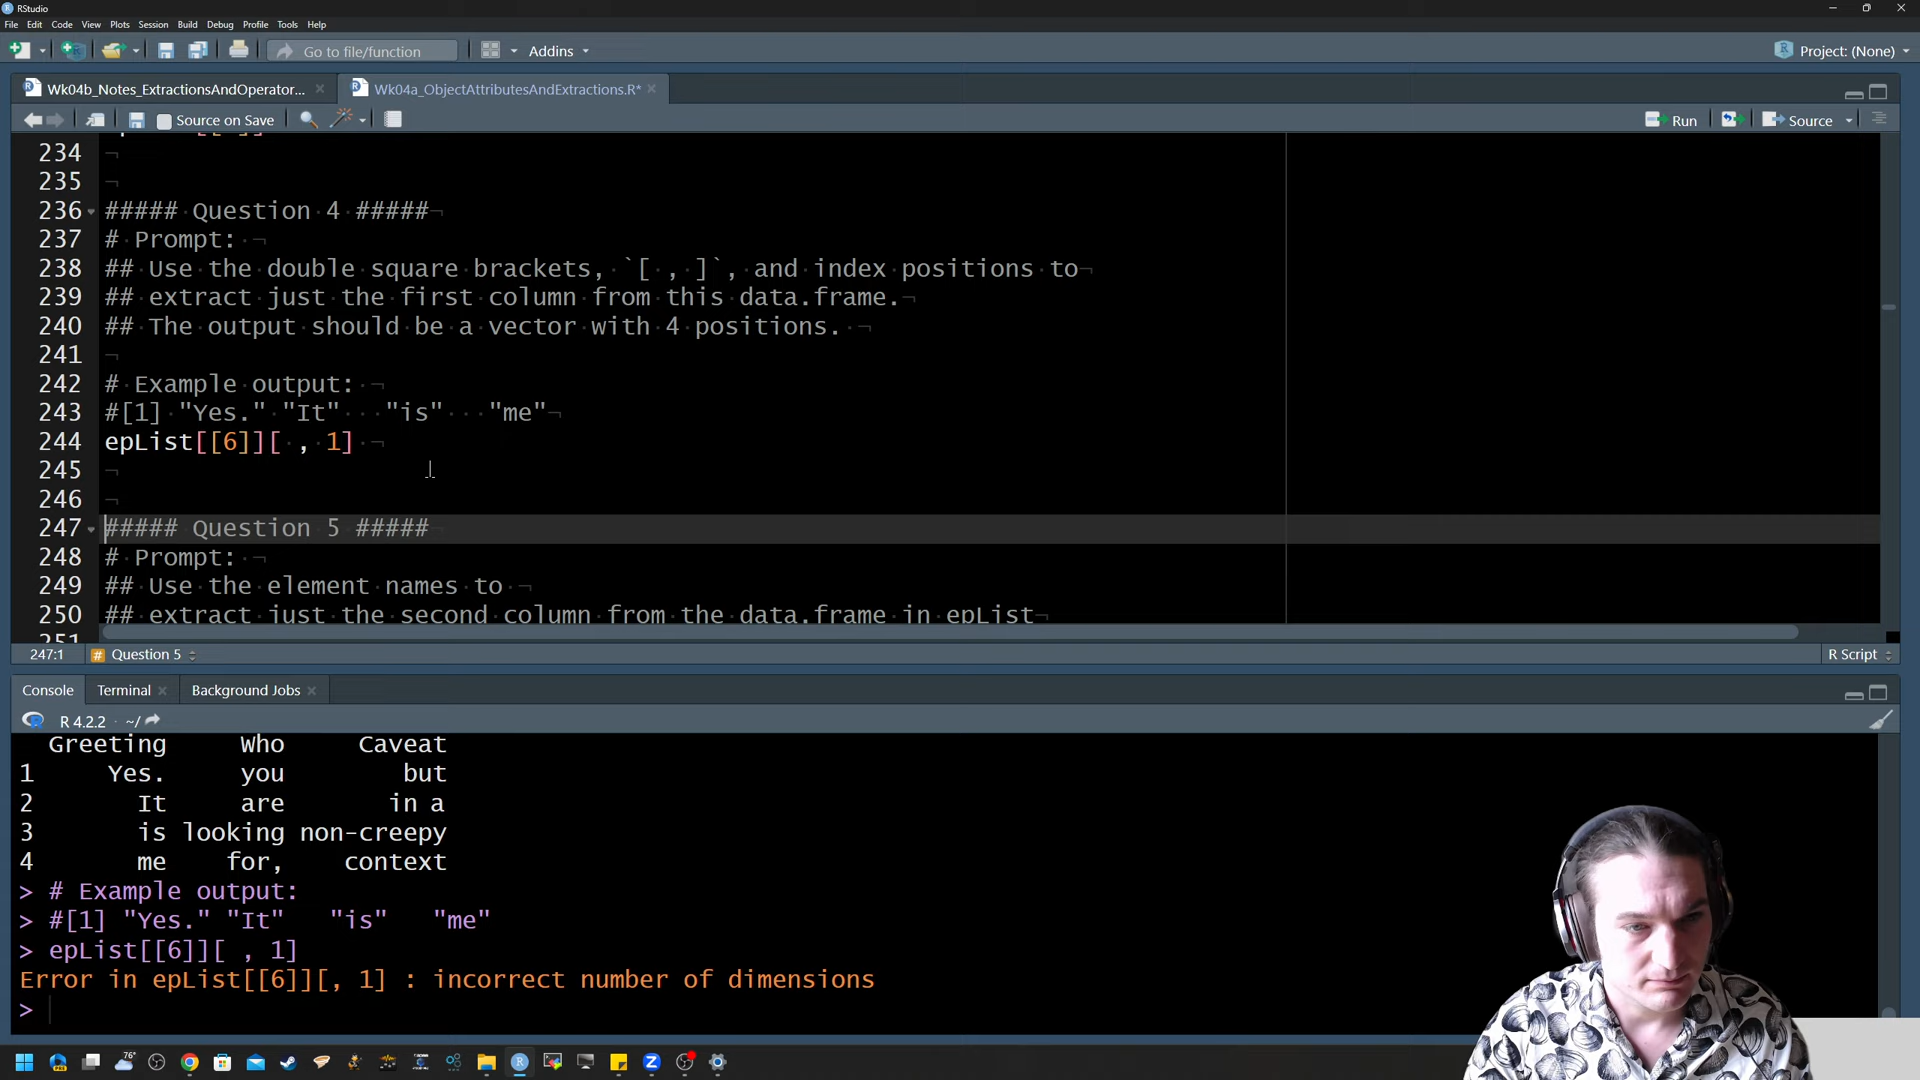 RStudio
File Edit Code View Plots Session Build Debug Profile Tools Help
Go to file/function Addins Project: (None)
Wk04b_Notes_ExtractionsAndOperator... Wk04a_ObjectAttributesAndExtractions.R*
Source on Save Run Source
234
235
236 ##### Question 4 #####
237 # Prompt:
238 ## Use the double square brackets, `[ , ]`, and index positions to
239 ## extract just the first column from this data.frame.
240 ## The output should be a vector with 4 positions.
241
242 # Example output:
243 #[1] "Yes." "It"   "is"   "me"
244 epList[[6]][ , 1]
245
246
247 ##### Question 5 #####
248 # Prompt:
249 ## Use the element names to
250 ## extract just the second column from the data.frame in epList
251
247:1 # Question 5 R Script
Console Terminal Background Jobs
R 4.2.2 · ~/
Greeting Who Caveat
1 Yes. you but
2 It are in a
3 is looking non-creepy
4 me for, context
> # Example output:
> #[1] "Yes." "It"   "is"   "me"
> epList[[6]][ , 1]
Error in epList[[6]][, 1] : incorrect number of dimensions
>
76°